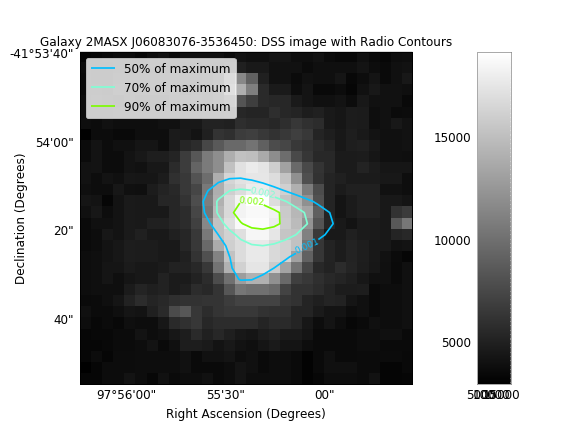 Galaxy 2MASX J06083076-3536450: DSS image with Radio Contours
-41°53'40"
50% of maximum
70% of maximum
90% of maximum
54'00"
20"
40"
Declination (Degrees)
0.002
0.001
97°56'00" 55'30" 00"
Right Ascension (Degrees)
15000
10000
5000